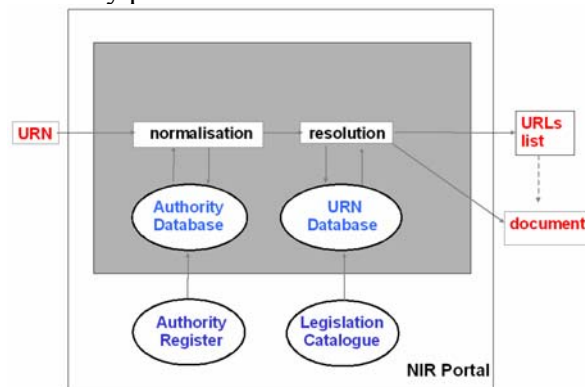 URN
normalisation
resolution
URLs
list
document
Authority
Database
URN
Database
Authority
Register
Legislation
Catalogue
NIR Portal